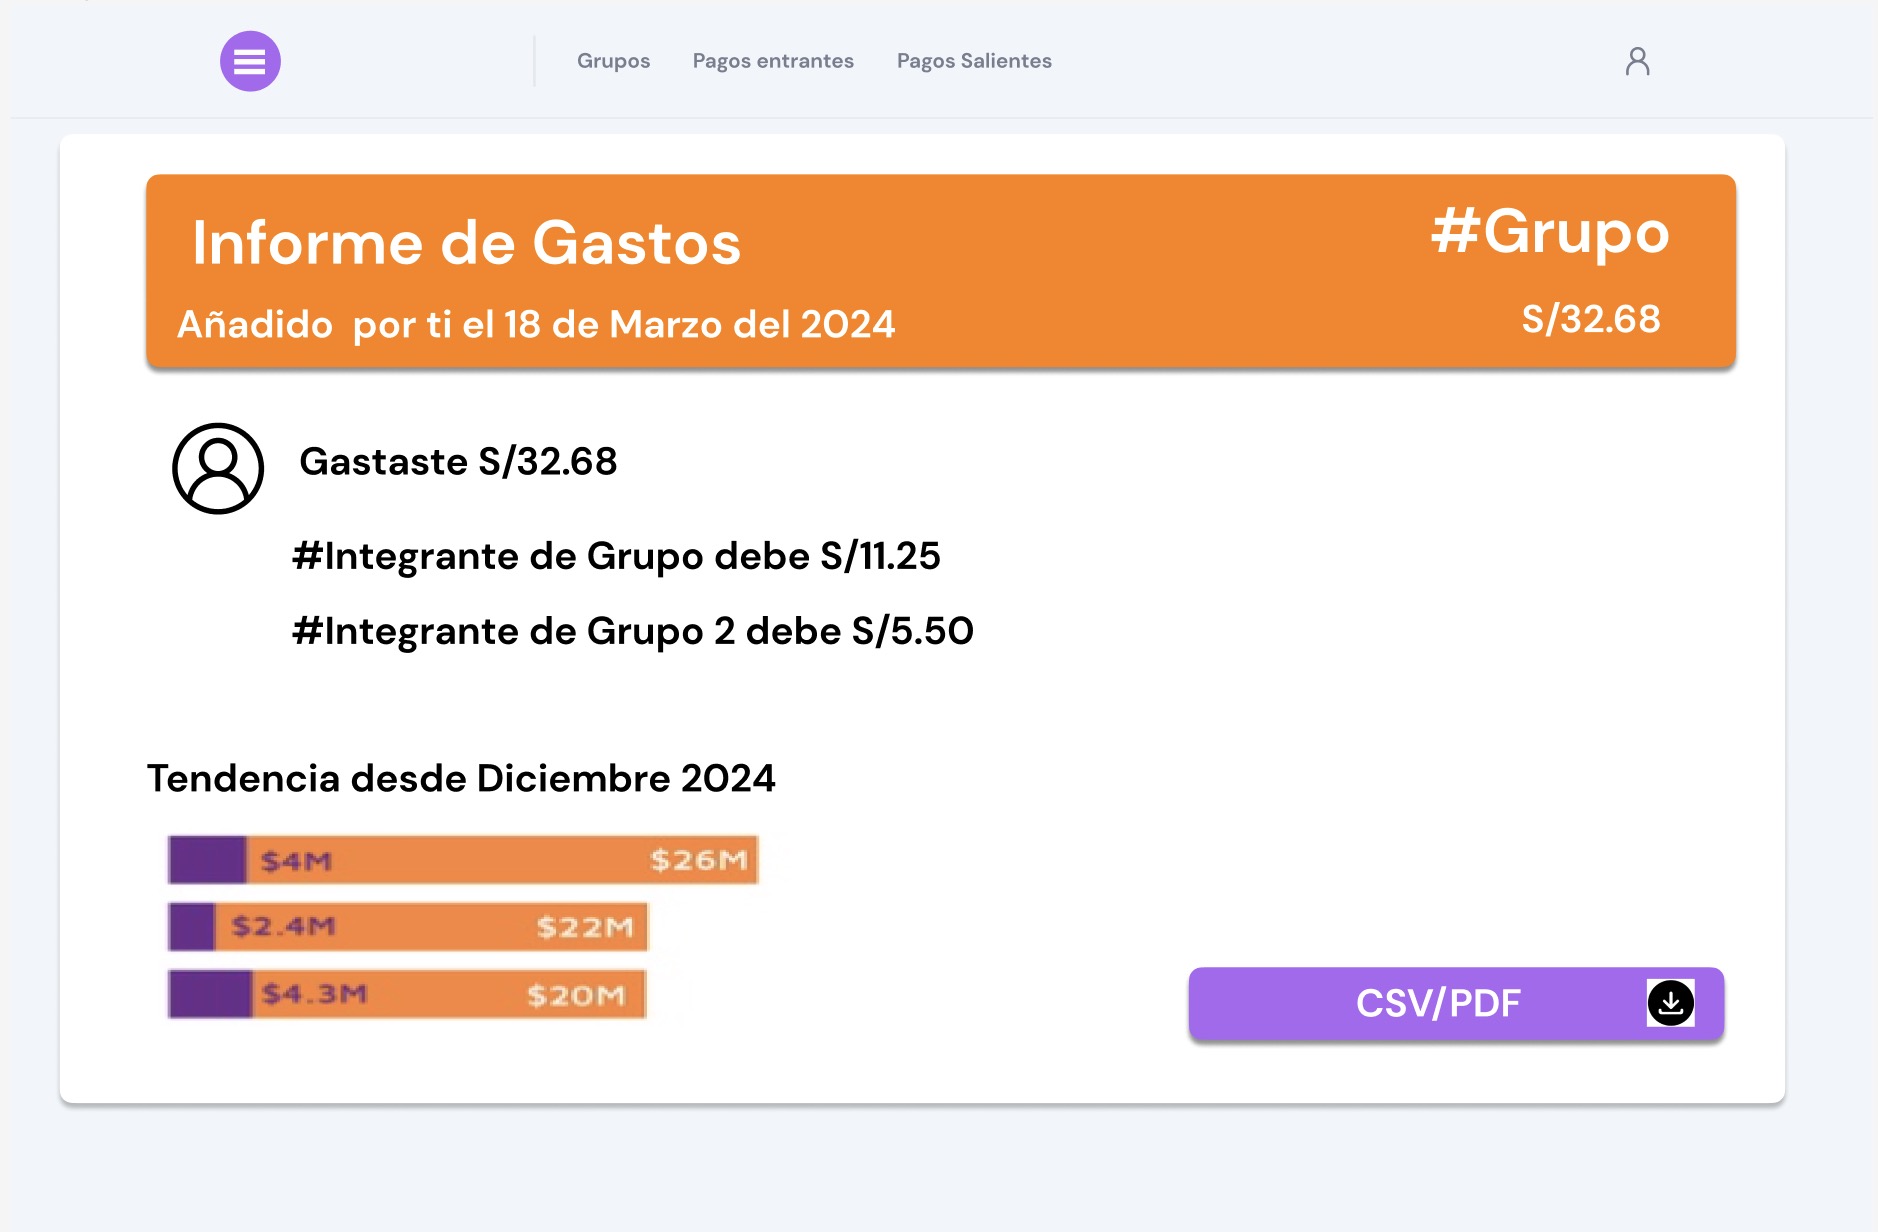 Grupos Pagos entrantes Pagos Salientes
Informe de Gastos
#Grupo
Añadido por ti el 18 de Marzo del 2024
S/32.68
Gastaste S/32.68
#Integrante de Grupo debe S/11.25
#Integrante de Grupo 2 debe S/5.50
Tendencia desde Diciembre 2024
$4M $26M
$2.4M $22M
$4.3M $20M
CSV/PDF